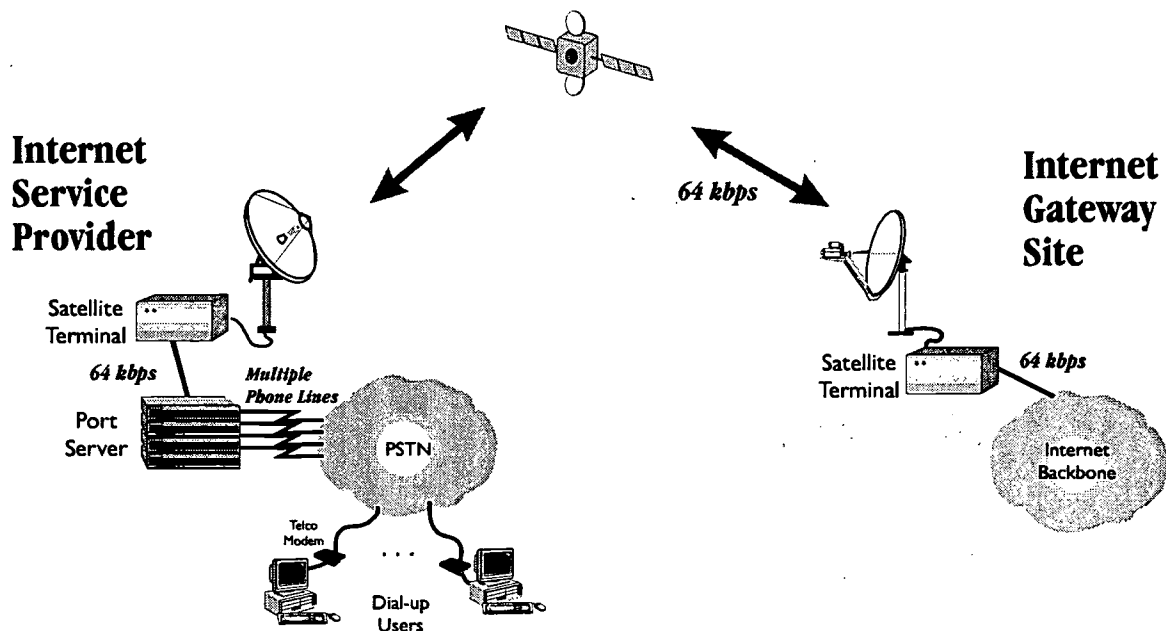 Internet
Service
Provider
64 kbps
Internet
Gateway
Site
Satellite
Terminal
64 kbps
Multiple
Phone Lines
Port
Server
PSTN
Telco
Modem
. . .
Dial-up
Users
Satellite
Terminal
64 kbps
Internet
Backbone